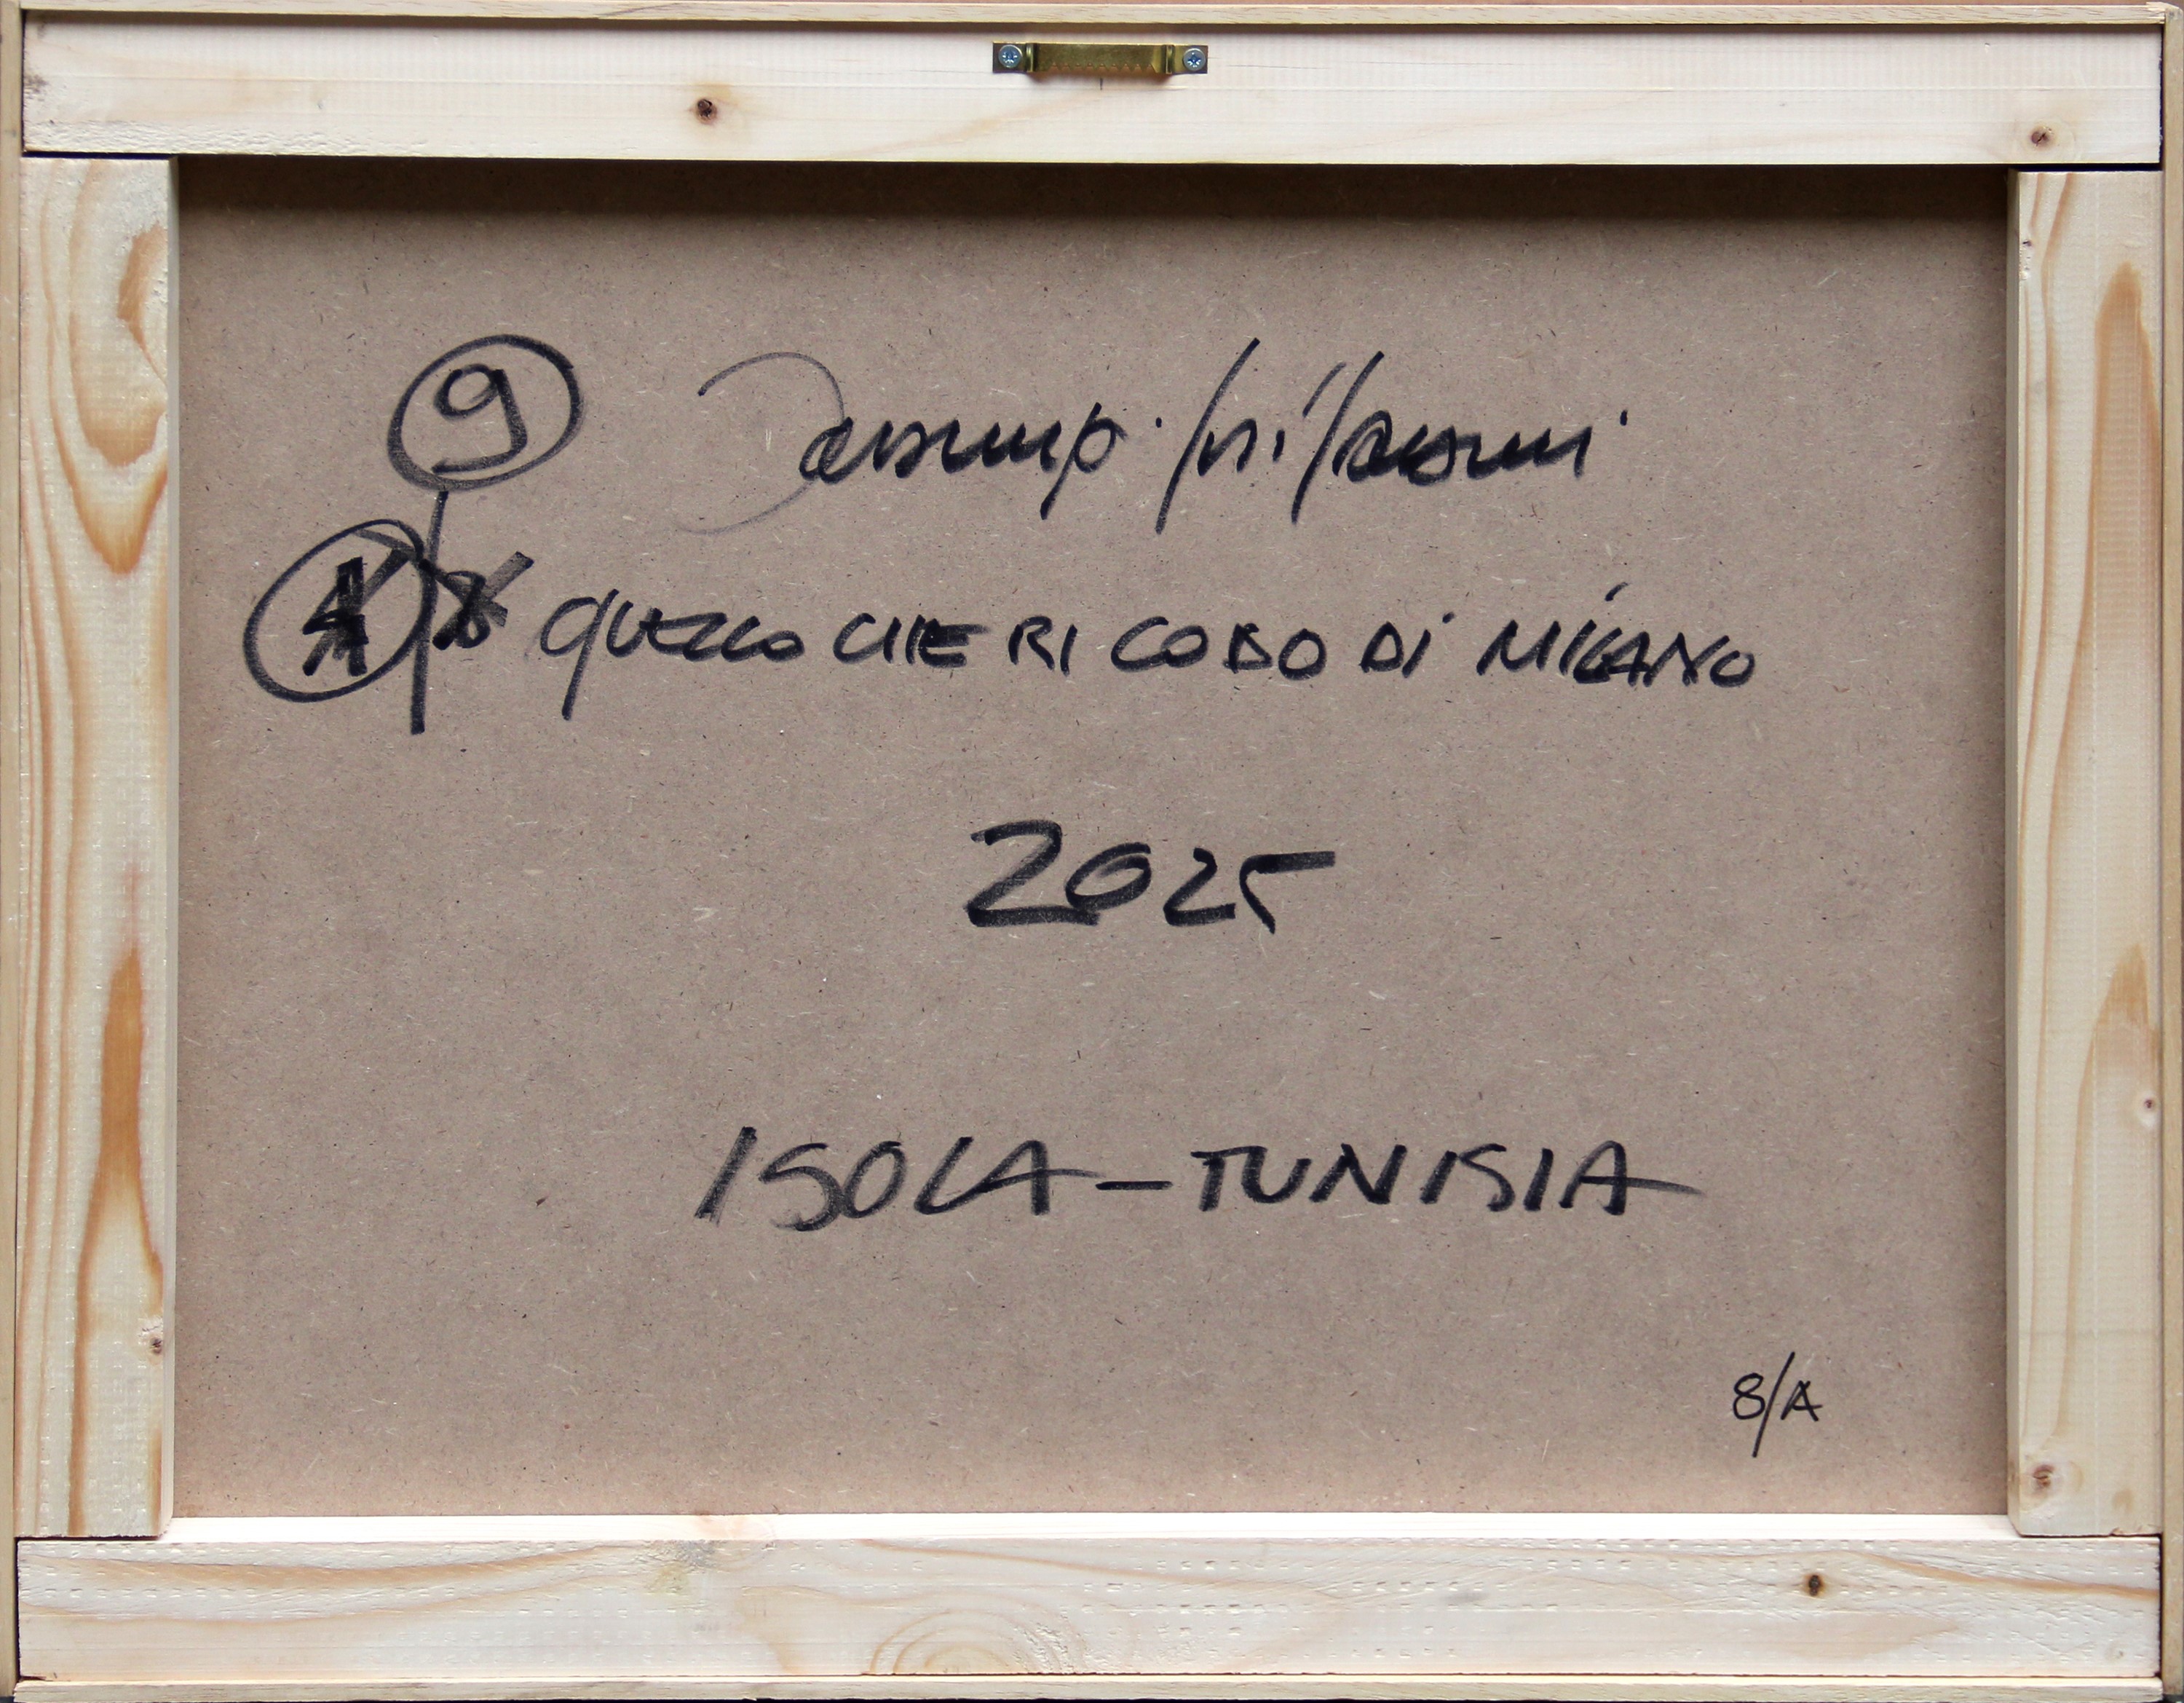 9
QUELLO CHE RICORDO DI MILANO
2025
ISOLA-TUNISIA
8/A